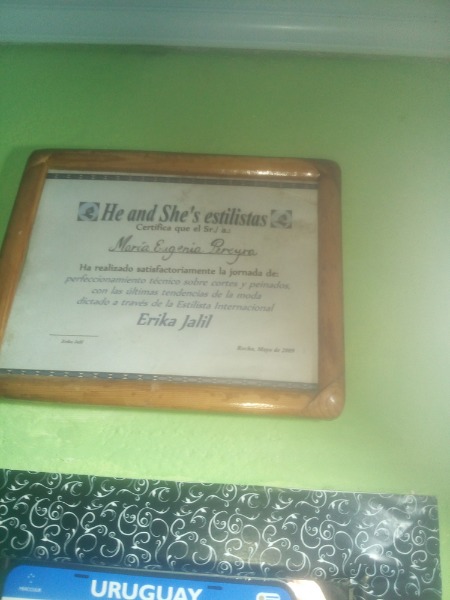 He and She's estilistas
Certifica que el Sr./ a:
María Eugenia Pereyra
Ha realizado satisfactoriamente la jornada de:
perfeccionamiento técnico sobre cortes y peinados,
con las últimas tendencias de la moda
dictado a través de la Estilista Internacional
Erika Jalil
Erika Jalil
Rocha, Mayo de 2009
MERCOSUR
URUGUAY